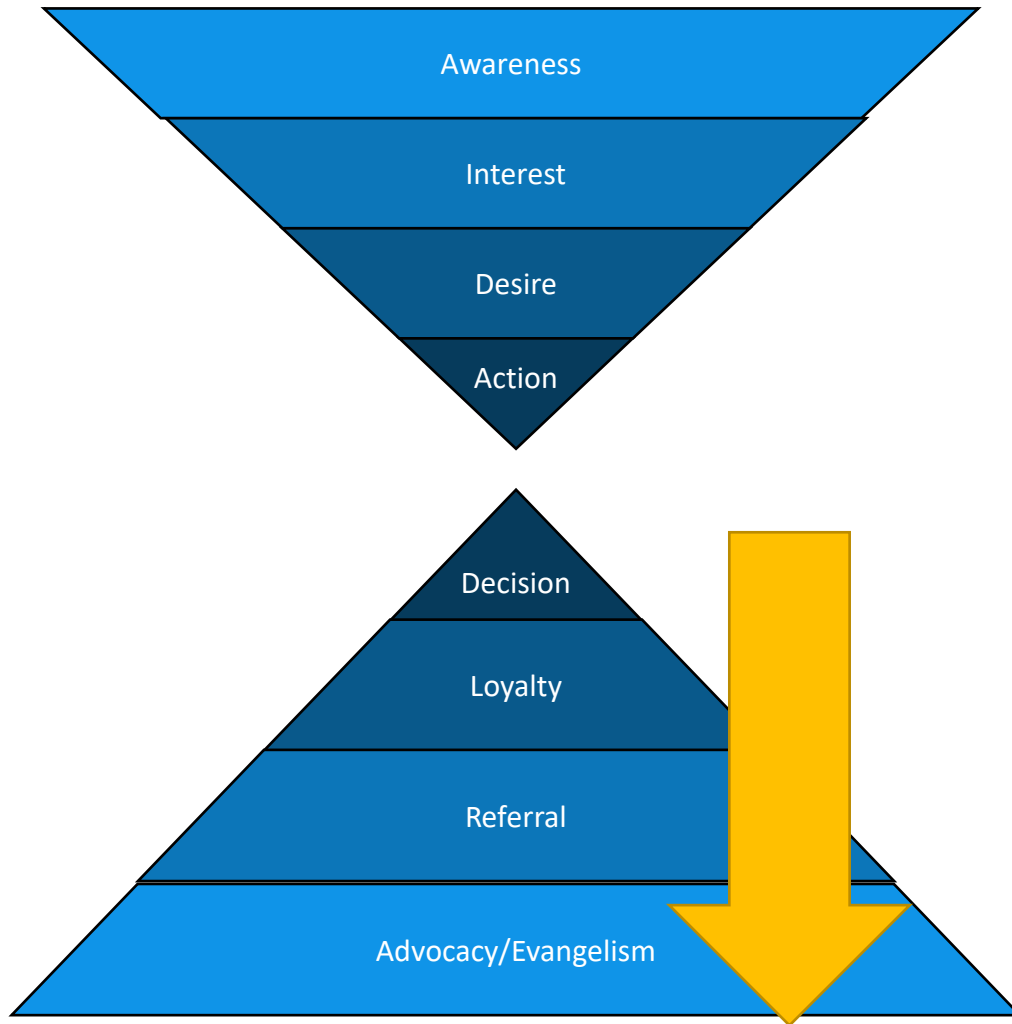 Awareness
Interest
Desire
Action
Decision
Loyalty
Referral
Advocacy/Evangelism